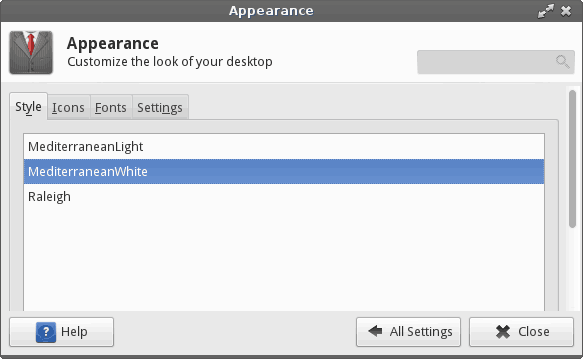 Appearance
Appearance
Customize the look of your desktop
Style Icons Fonts Settings
MediterraneanLight
MediterraneanWhite
Raleigh
? Help All Settings Close